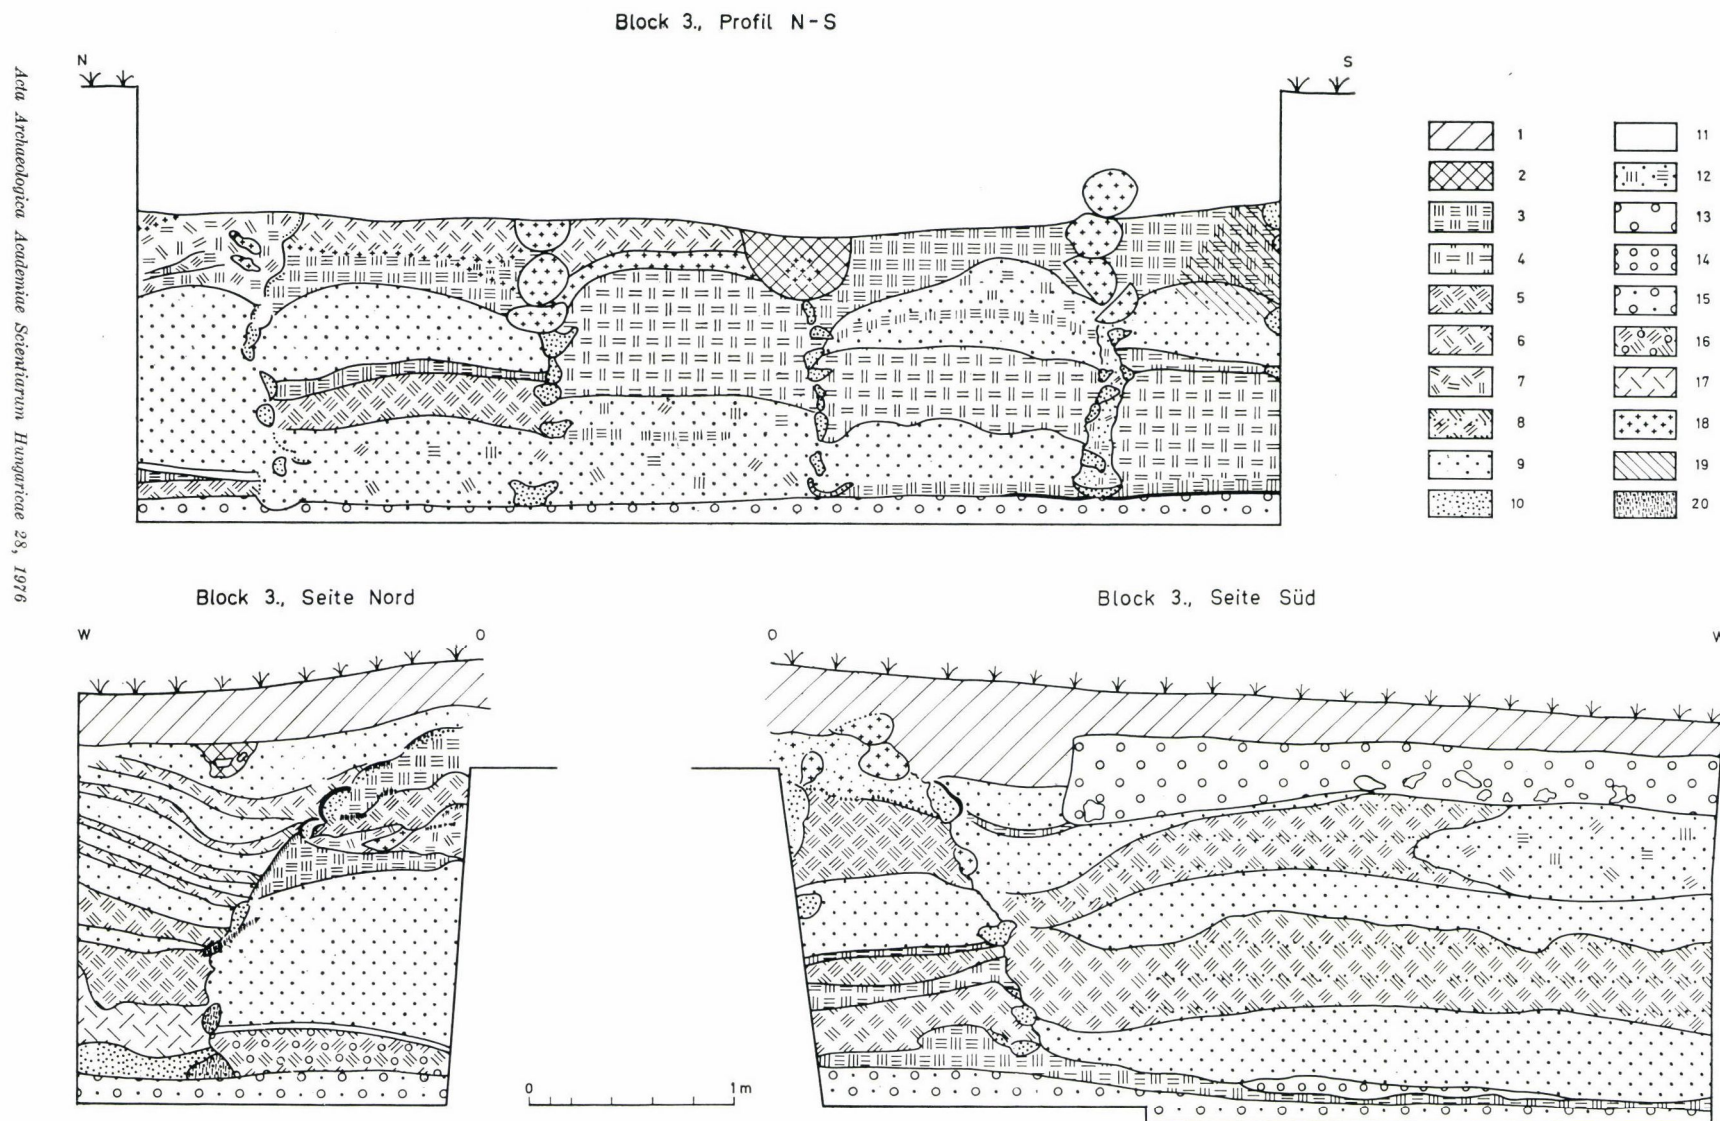 Block 3., Profil N-S
Acta Archaeologica Academiae Scientiarum Hungaricae 28, 1976
N
S
1
2
3
4
5
6
7
8
9
10
11
12
13
14
15
16
17
18
19
20
Block 3., Seite Nord
W
O
Block 3., Seite Süd
O
W
0
1 m